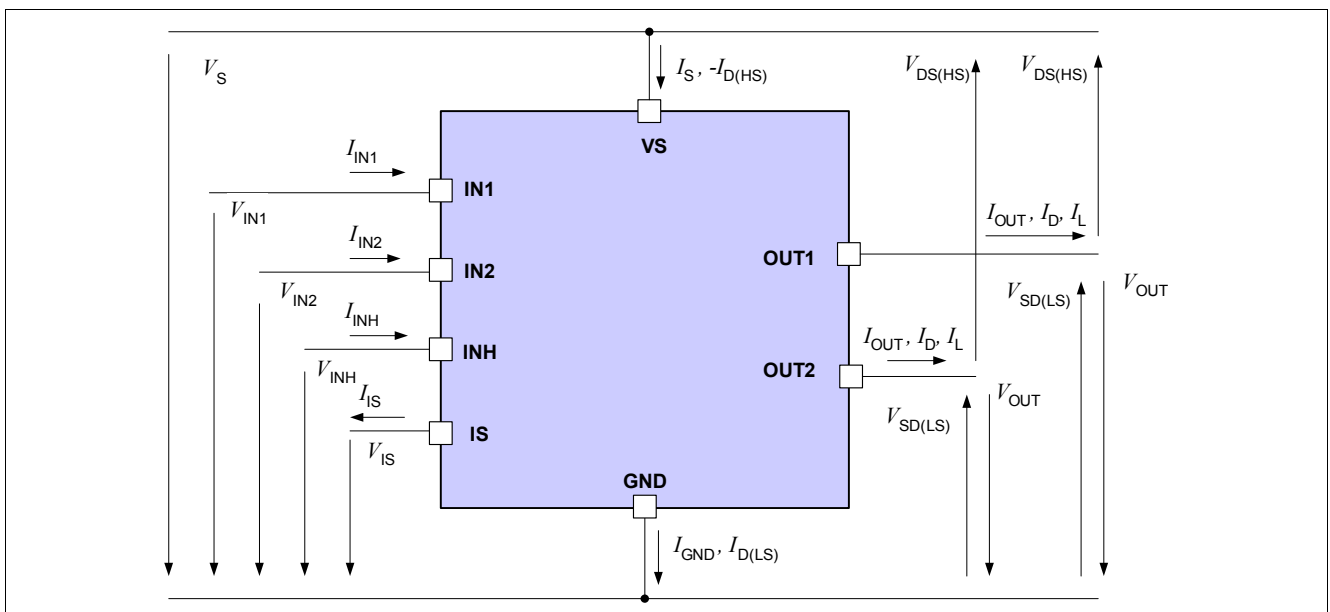 V_S
I_S , -I_D(HS)
V_DS(HS)
V_DS(HS)
VS
I_IN1
IN1
V_IN1
I_OUT , I_D , I_L
I_IN2
OUT1
IN2
V_IN2
V_SD(LS)
V_OUT
I_INH
I_OUT , I_D, I_L
INH
V_INH
OUT2
I_IS
V_OUT
V_SD(LS)
IS
V_IS
GND
I_GND , I_D(LS)